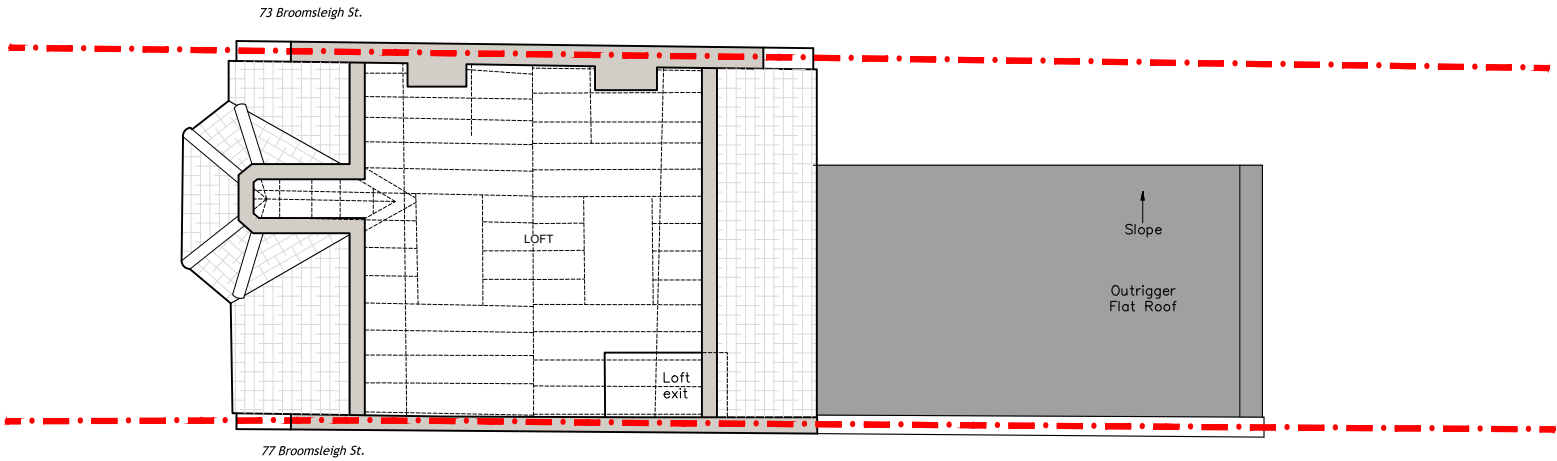 73 Broomsleigh St.
LOFT
Slope
Outrigger
Flat Roof
Loft
exit
77 Broomsleigh St.